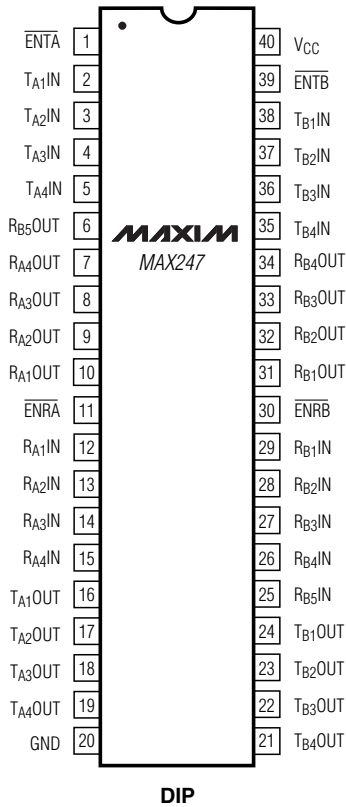 ENTA 1 40 VCC
TA1IN 2 39 ENTB
TA2IN 3 38 TB1IN
TA3IN 4 37 TB2IN
TA4IN 5 36 TB3IN
RB5OUT 6 35 TB4IN
MAXIM
RA4OUT 7 34 RB4OUT
MAX247
RA3OUT 8 33 RB3OUT
RA2OUT 9 32 RB2OUT
RA1OUT 10 31 RB1OUT
ENRA 11 30 ENRB
RA1IN 12 29 RB1IN
RA2IN 13 28 RB2IN
RA3IN 14 27 RB3IN
RA4IN 15 26 RB4IN
TA1OUT 16 25 RB5IN
TA2OUT 17 24 TB1OUT
TA3OUT 18 23 TB2OUT
TA4OUT 19 22 TB3OUT
GND 20 21 TB4OUT
DIP